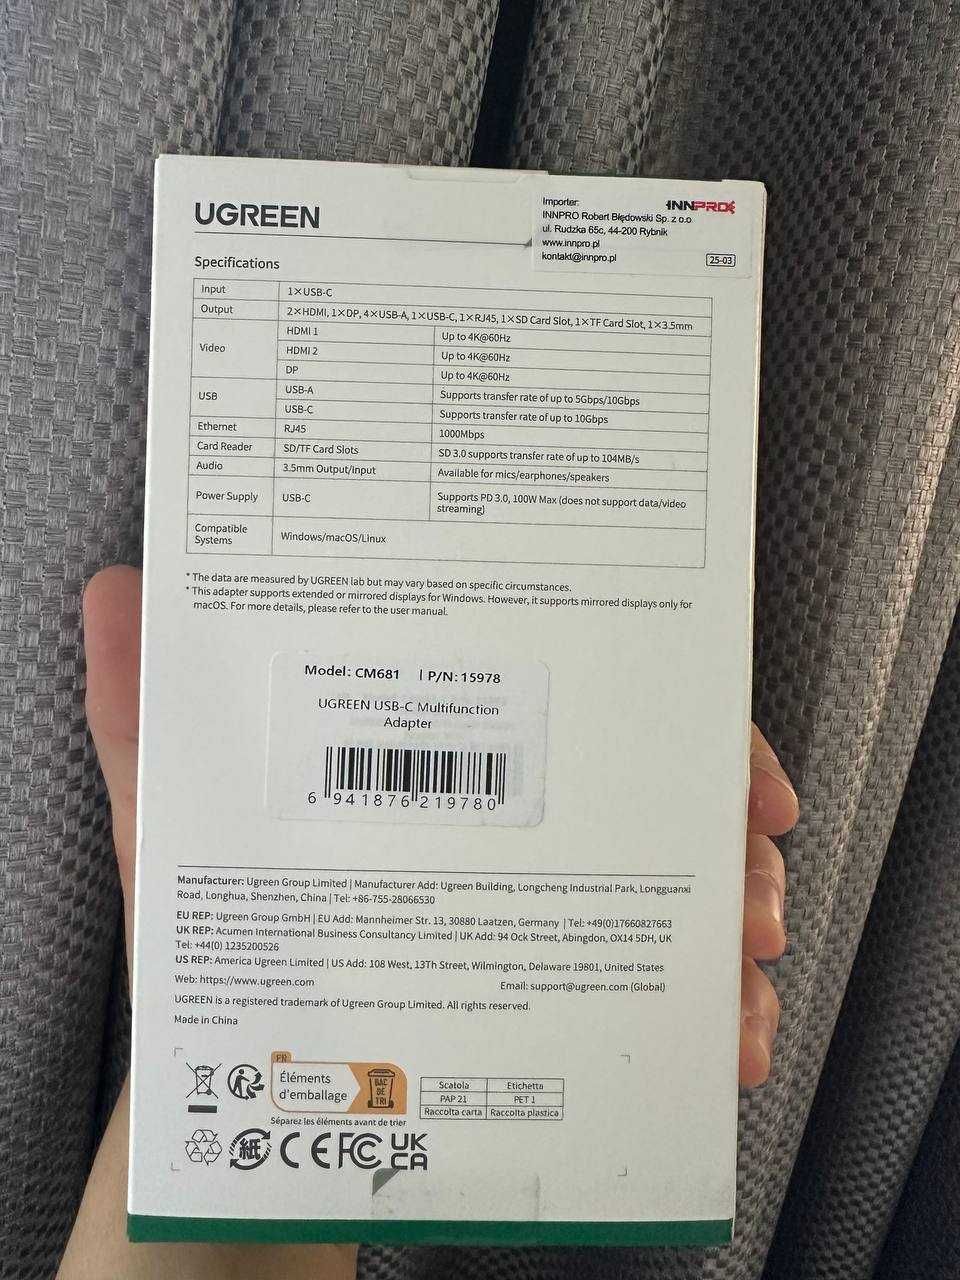 UGREEN
Importer:
INNPRO
INNPRO Robert Błędowski Sp. z o.o.
ul. Rudzka 65c, 44-200 Rybnik
www.innpro.pl
kontakt@innpro.pl
25-03
Specifications
Input 1×USB-C
Output 2×HDMI, 1×DP, 4×USB-A, 1×USB-C, 1×RJ45, 1×SD Card Slot, 1×TF Card Slot, 1×3.5mm
Video HDMI 1 Up to 4K@60Hz
HDMI 2 Up to 4K@60Hz
DP Up to 4K@60Hz
USB USB-A Supports transfer rate of up to 5Gbps/10Gbps
USB-C Supports transfer rate of up to 10Gbps
Ethernet RJ45 1000Mbps
Card Reader SD/TF Card Slots SD 3.0 supports transfer rate of up to 104MB/s
Audio 3.5mm Output/Input Available for mics/earphones/speakers
Power Supply USB-C Supports PD 3.0, 100W Max (does not support data/video
streaming)
Compatible
Systems Windows/macOS/Linux
* The data are measured by UGREEN lab but may vary based on specific circumstances.
* This adapter supports extended or mirrored displays for Windows. However, it supports mirrored displays only for
macOS. For more details, please refer to the user manual.
Model: CM681 | P/N: 15978
UGREEN USB-C Multifunction
Adapter
6 941876 219780
Manufacturer: Ugreen Group Limited | Manufacturer Add: Ugreen Building, Longcheng Industrial Park, Longguanxi
Road, Longhua, Shenzhen, China | Tel: +86-755-28066530
EU REP: Ugreen Group GmbH | EU Add: Mannheimer Str. 13, 30880 Laatzen, Germany | Tel: +49(0)17660827663
UK REP: Acumen International Business Consultancy Limited | UK Add: 94 Ock Street, Abingdon, OX14 5DH, UK
Tel: +44(0) 1235200526
US REP: America Ugreen Limited | US Add: 108 West, 13Th Street, Wilmington, Delaware 19801, United States
Web: https://www.ugreen.com Email: support@ugreen.com (Global)
UGREEN is a registered trademark of Ugreen Group Limited. All rights reserved.
Made in China
FR
Éléments
d'emballage
BAC
DE
TRI
Séparez les éléments avant de trier
Scatola Etichetta
PAP 21 PET 1
Raccolta carta Raccolta plastica
紙 CE FC UK
CA